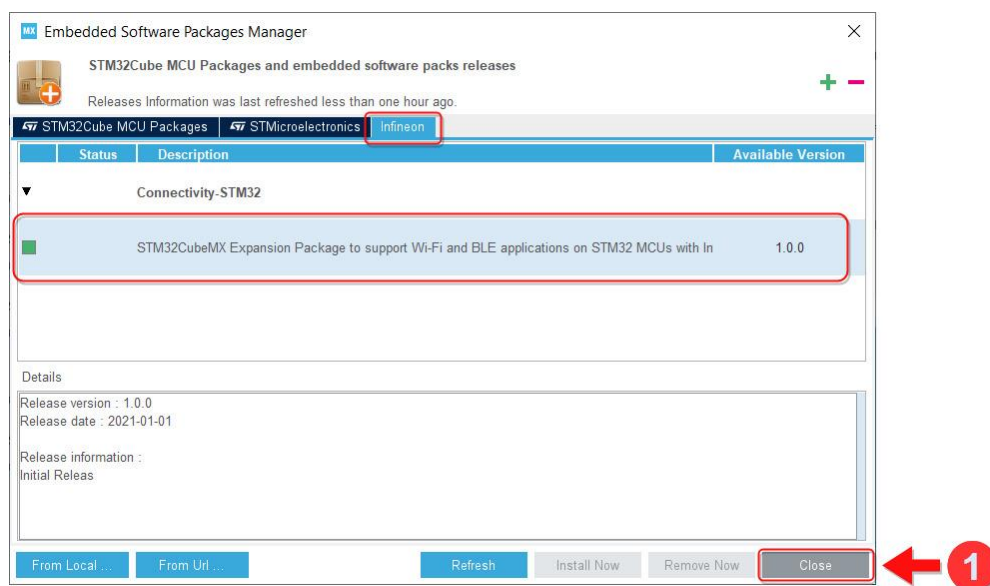 MX Embedded Software Packages Manager
STM32Cube MCU Packages and embedded software packs releases
Releases Information was last refreshed less than one hour ago.
STM32Cube MCU Packages STMicroelectronics Infineon
Status Description Available Version
Connectivity-STM32
STM32CubeMX Expansion Package to support Wi-Fi and BLE applications on STM32 MCUs with In 1.0.0
Details
Release version : 1.0.0
Release date : 2021-01-01
Release information :
Initial Releas
From Local ... From Url ... Refresh Install Now Remove Now Close
1